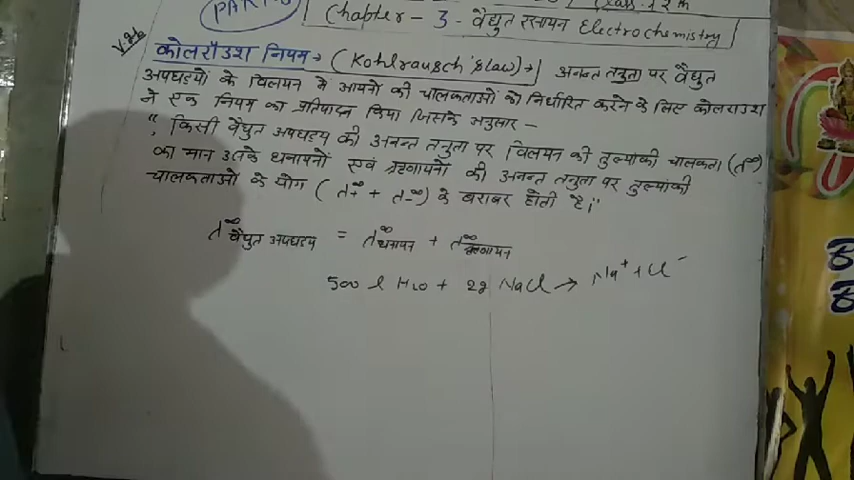 Class-12th
Chapter - 3 - वैद्युत रसायन Electrochemistry
कोलराउश नियम → (Kohlrausch's law) → अनन्त तनुता पर वैद्युत
अपघट्यो के विलयन मे आयनो की चालकताओं को निर्धारित करने के लिए कोलराउश
ने एक नियम का प्रतिपादन किया जिसके अनुसार -
“ किसी वैद्युत अपघट्य की अनन्त तनुता पर विलयन की तुल्यांकी चालकता (λ∞)
का मान उसके धनायनो एवं ऋणायनो की अनन्त तनुता पर तुल्यांकी
चालकताओ के योग ( λ+∞ + λ-∞) के बराबर होती है।"
λ∞ वैद्युत अपघट्य = λ∞ धनायन + λ∞ ऋणायन
500 l H2O + 2g NaCl → Na+ + Cl-